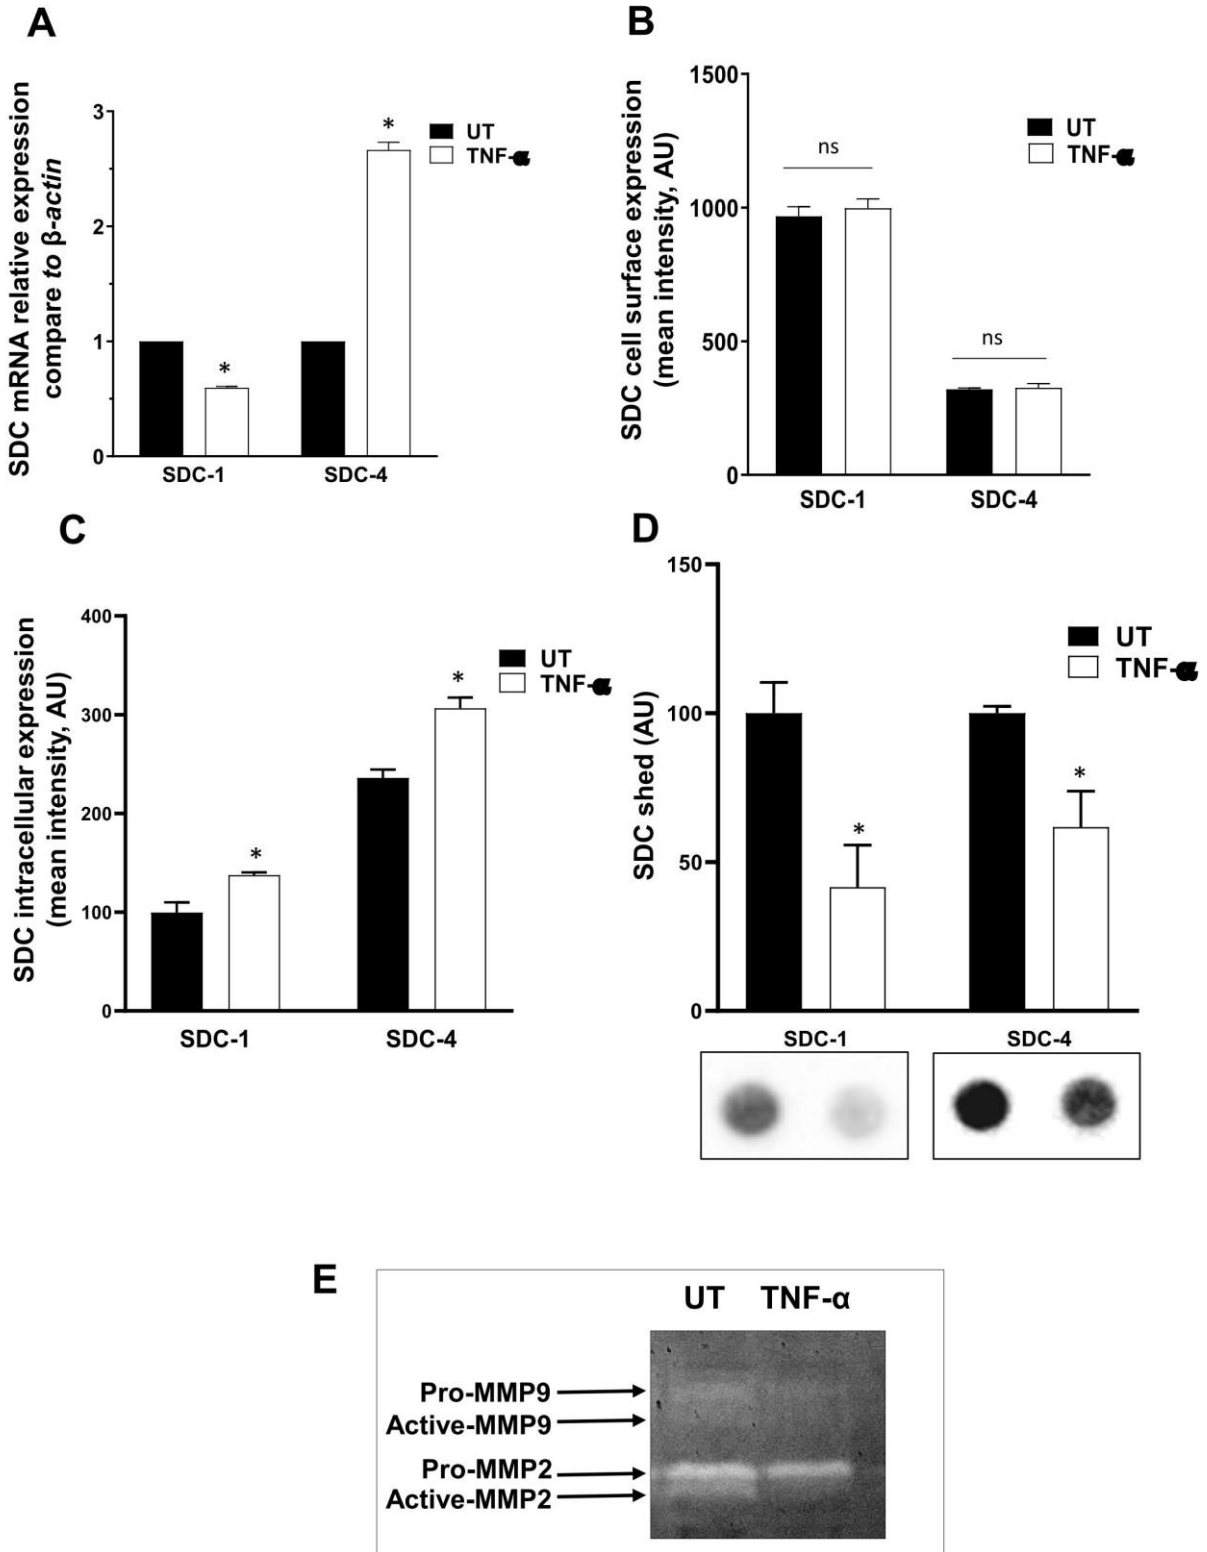 A
SDC mRNA relative expression
compare to β-actin
3
2
1
0
*
*
UT
TNF-α
SDC-1
SDC-4
B
SDC cell surface expression
(mean intensity, AU)
1500
1000
500
0
ns
ns
UT
TNF-α
SDC-1
SDC-4
C
SDC intracellular expression
(mean intensity, AU)
400
300
200
100
0
*
*
UT
TNF-α
SDC-1
SDC-4
D
SDC shed (AU)
150
100
50
0
*
*
UT
TNF-α
SDC-1
SDC-4
E
UT TNF-α
Pro-MMP9
Active-MMP9
Pro-MMP2
Active-MMP2